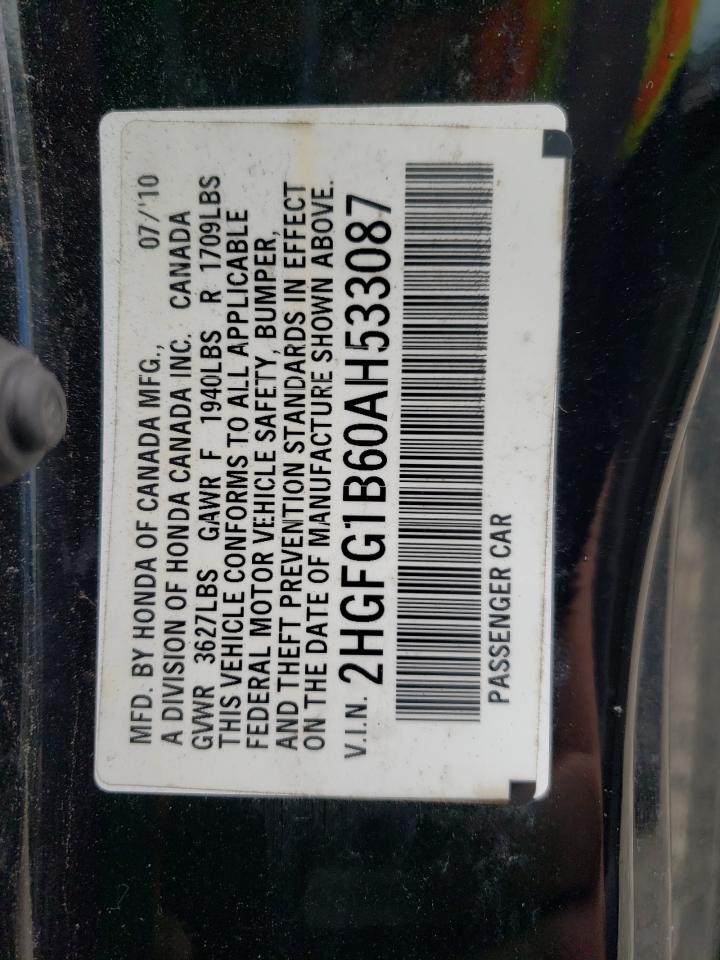 MFD. BY HONDA OF CANADA MFG., 07/'10
A DIVISION OF HONDA CANADA INC. CANADA
GVWR 3627LBS GAWR F 1940LBS R 1709LBS
THIS VEHICLE CONFORMS TO ALL APPLICABLE
FEDERAL MOTOR VEHICLE SAFETY, BUMPER,
AND THEFT PREVENTION STANDARDS IN EFFECT
ON THE DATE OF MANUFACTURE SHOWN ABOVE.
V.I.N. 2HGFG1B60AH533087
PASSENGER CAR